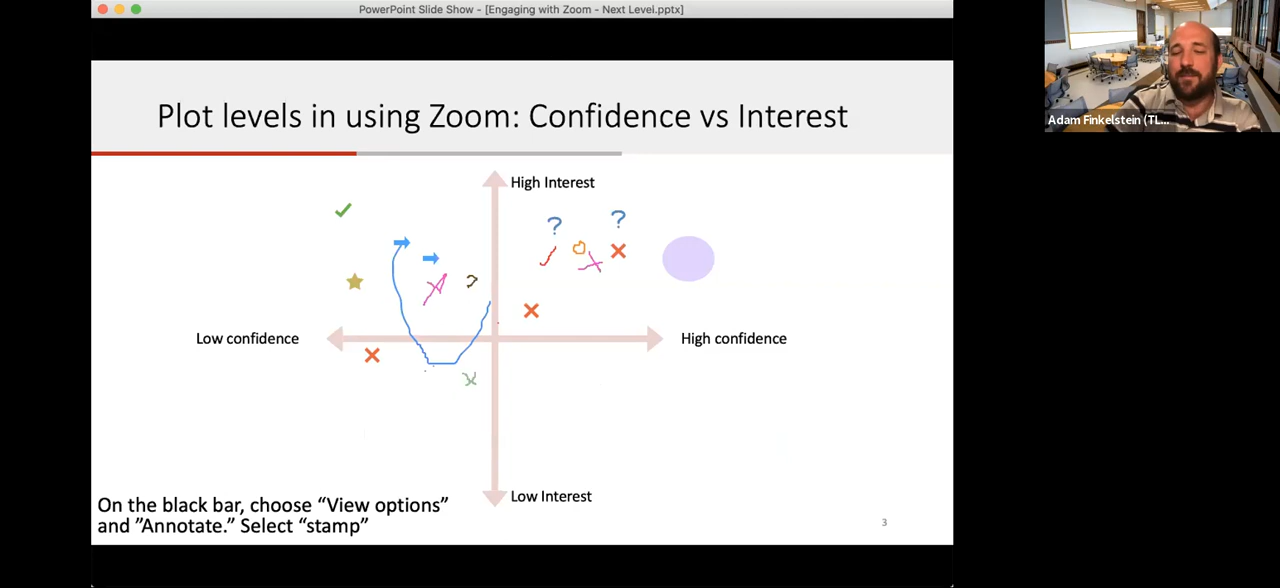 PowerPoint Slide Show - [Engaging with Zoom - Next Level.pptx]
Adam Finkelstein (TL...
Plot levels in using Zoom: Confidence vs Interest
High Interest
? ?
Low confidence
High confidence
Low Interest
On the black bar, choose “View options”
and ”Annotate.” Select “stamp”
3